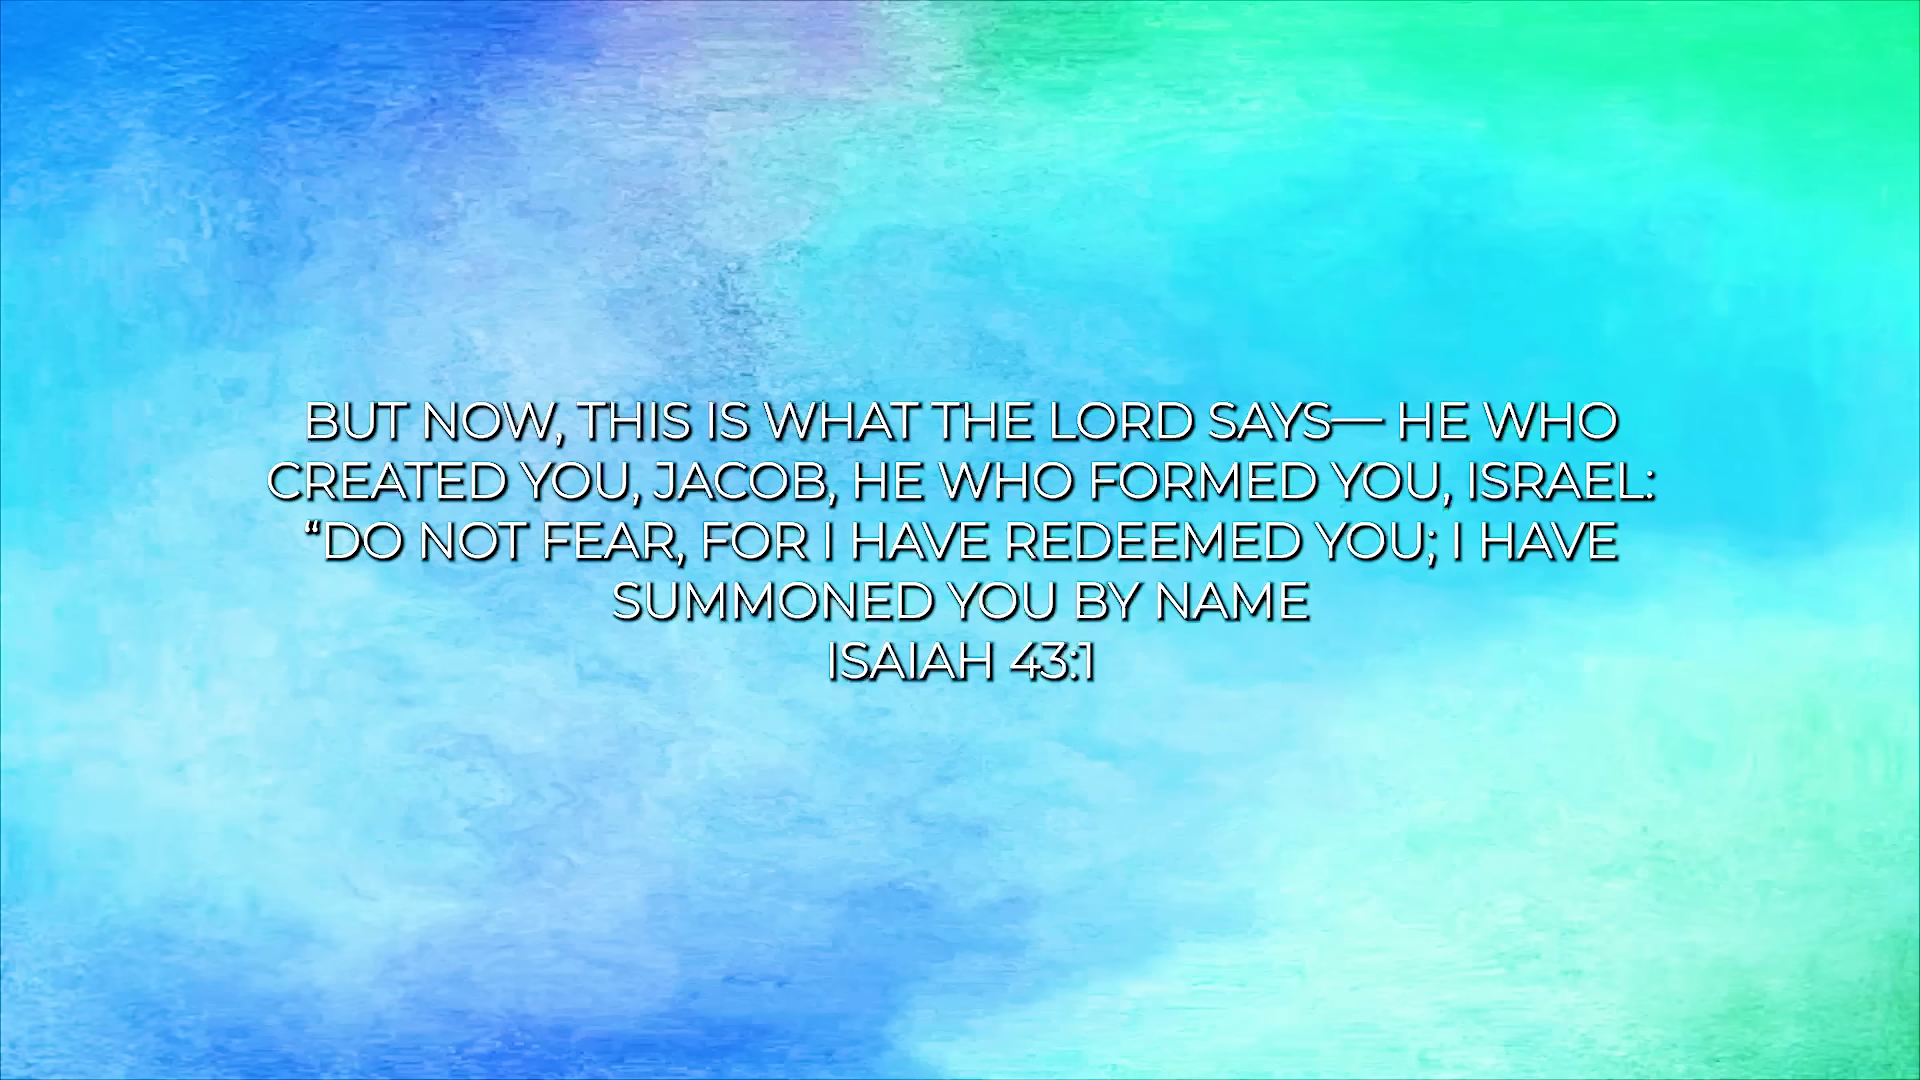 BUT NOW, THIS IS WHAT THE LORD SAYS— HE WHO
CREATED YOU, JACOB, HE WHO FORMED YOU, ISRAEL:
“DO NOT FEAR, FOR I HAVE REDEEMED YOU; I HAVE
SUMMONED YOU BY NAME
ISAIAH 43:1